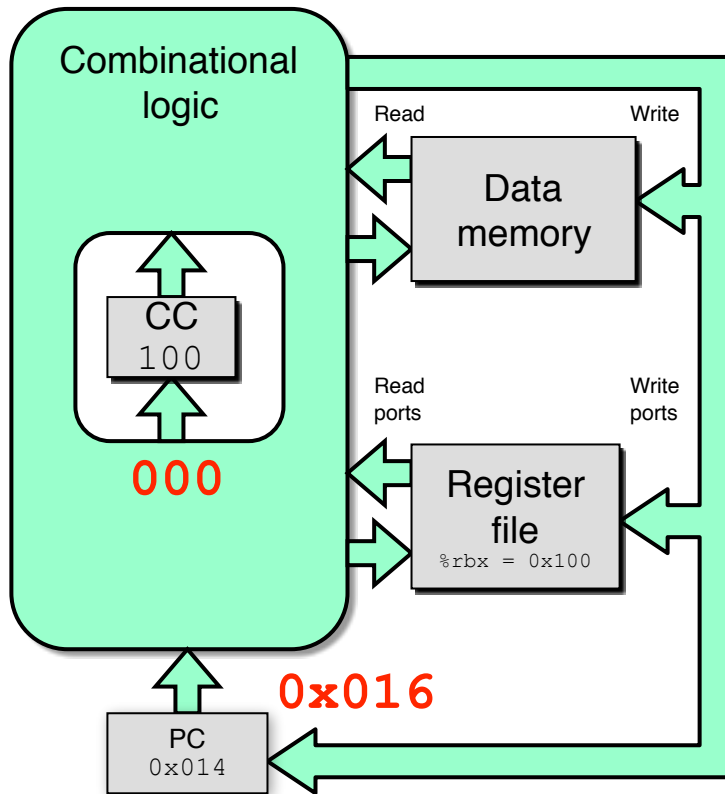 Combinational
logic
Read
Write
Data
memory
CC
100
Read
ports
Write
ports
000
Register
file
%rbx = 0x100
0x016
PC
0x014